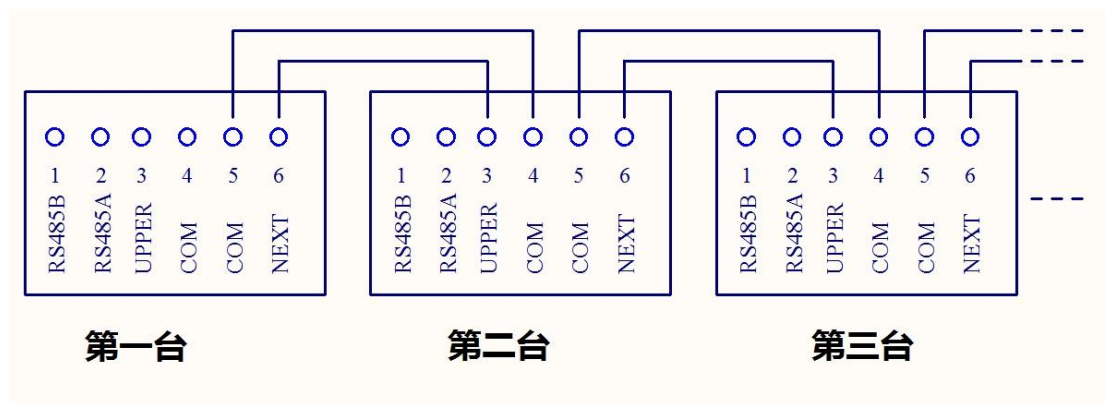 1 2 3 4 5 6
RS485B RS485A UPPER COM COM NEXT
1 2 3 4 5 6
RS485B RS485A UPPER COM COM NEXT
1 2 3 4 5 6
RS485B RS485A UPPER COM COM NEXT
第一台 第二台 第三台